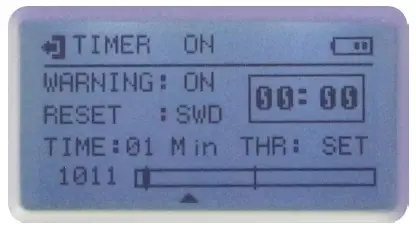 TIMER ON
WARNING: ON
00:00
RESET :SWD
TIME:01 Min THR: SET
1011